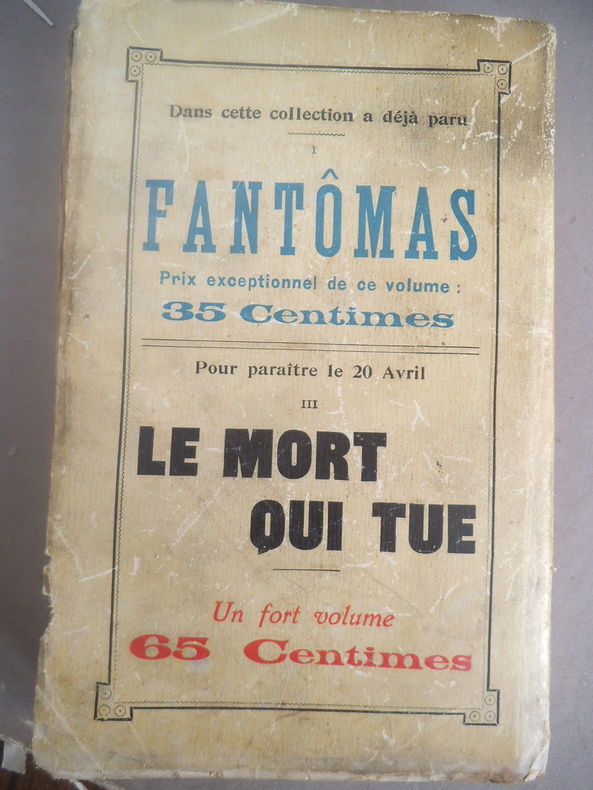 Dans cette collection a déjà paru
I
FANTÔMAS
Prix exceptionnel de ce volume :
35 Centimes
Pour paraître le 20 Avril
III
LE MORT
QUI TUE
Un fort volume
65 Centimes